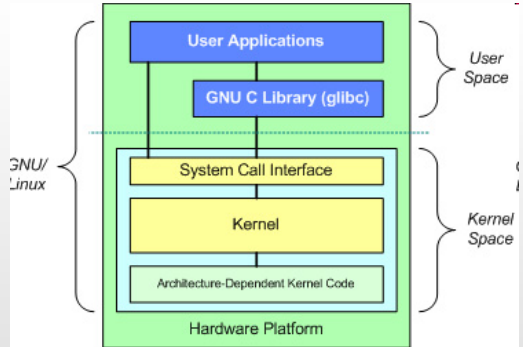 User Applications
GNU C Library (glibc)
User
Space
GNU/
Linux
System Call Interface
Kernel
Architecture-Dependent Kernel Code
Kernel
Space
Hardware Platform